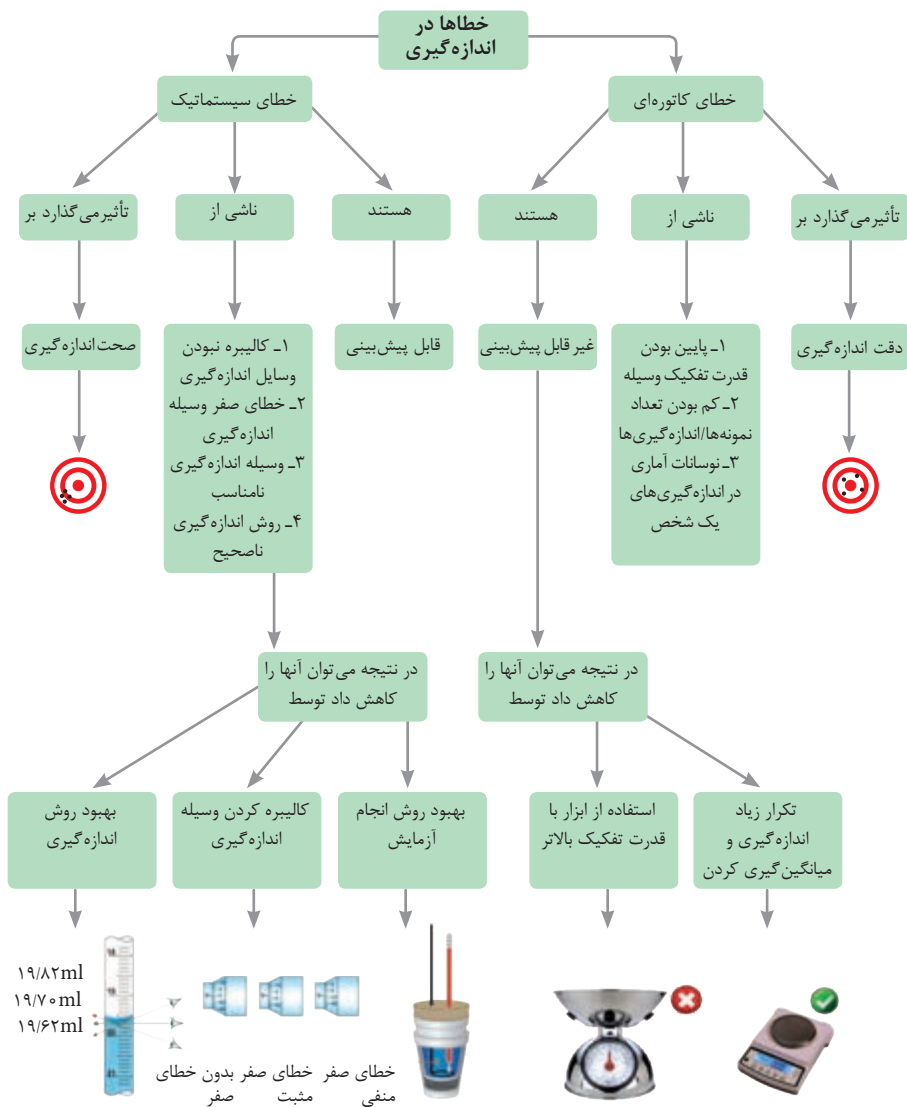 خطاها در
اندازه‌گیری
خطای کاتوره‌ای
خطای سیستماتیک
تأثیرمی‌گذارد بر
ناشی از
هستند
هستند
ناشی از
تأثیرمی‌گذارد بر
دقت اندازه‌گیری
۱ـ پایین بودن
قدرت تفکیک وسیله
۲ـ کم بودن تعداد
نمونه‌ها/اندازه‌گیری‌ها
۳ـ نوسانات آماری
در اندازه‌گیری‌های
یک شخص
غیر قابل پیش‌بینی
قابل پیش‌بینی
۱ـ کالیبره نبودن
وسایل اندازه‌گیری
۲ـ خطای صفر وسیله
اندازه‌گیری
۳ـ وسیله اندازه‌گیری
نامناسب
۴ـ روش اندازه‌گیری
ناصحیح
صحت اندازه‌گیری
در نتیجه می‌توان آنها را
کاهش داد توسط
در نتیجه می‌توان آنها را
کاهش داد توسط
تکرار زیاد
اندازه‌گیری و
میانگین‌گیری کردن
استفاده از ابزار با
قدرت تفکیک بالاتر
بهبود روش انجام
آزمایش
کالیبره کردن وسیله
اندازه‌گیری
بهبود روش
اندازه‌گیری
۱۹/۸۲ml
۱۹/۷۰ml
۱۹/۶۲ml
خطای صفر
منفی
خطای صفر
مثبت
بدون خطای
صفر